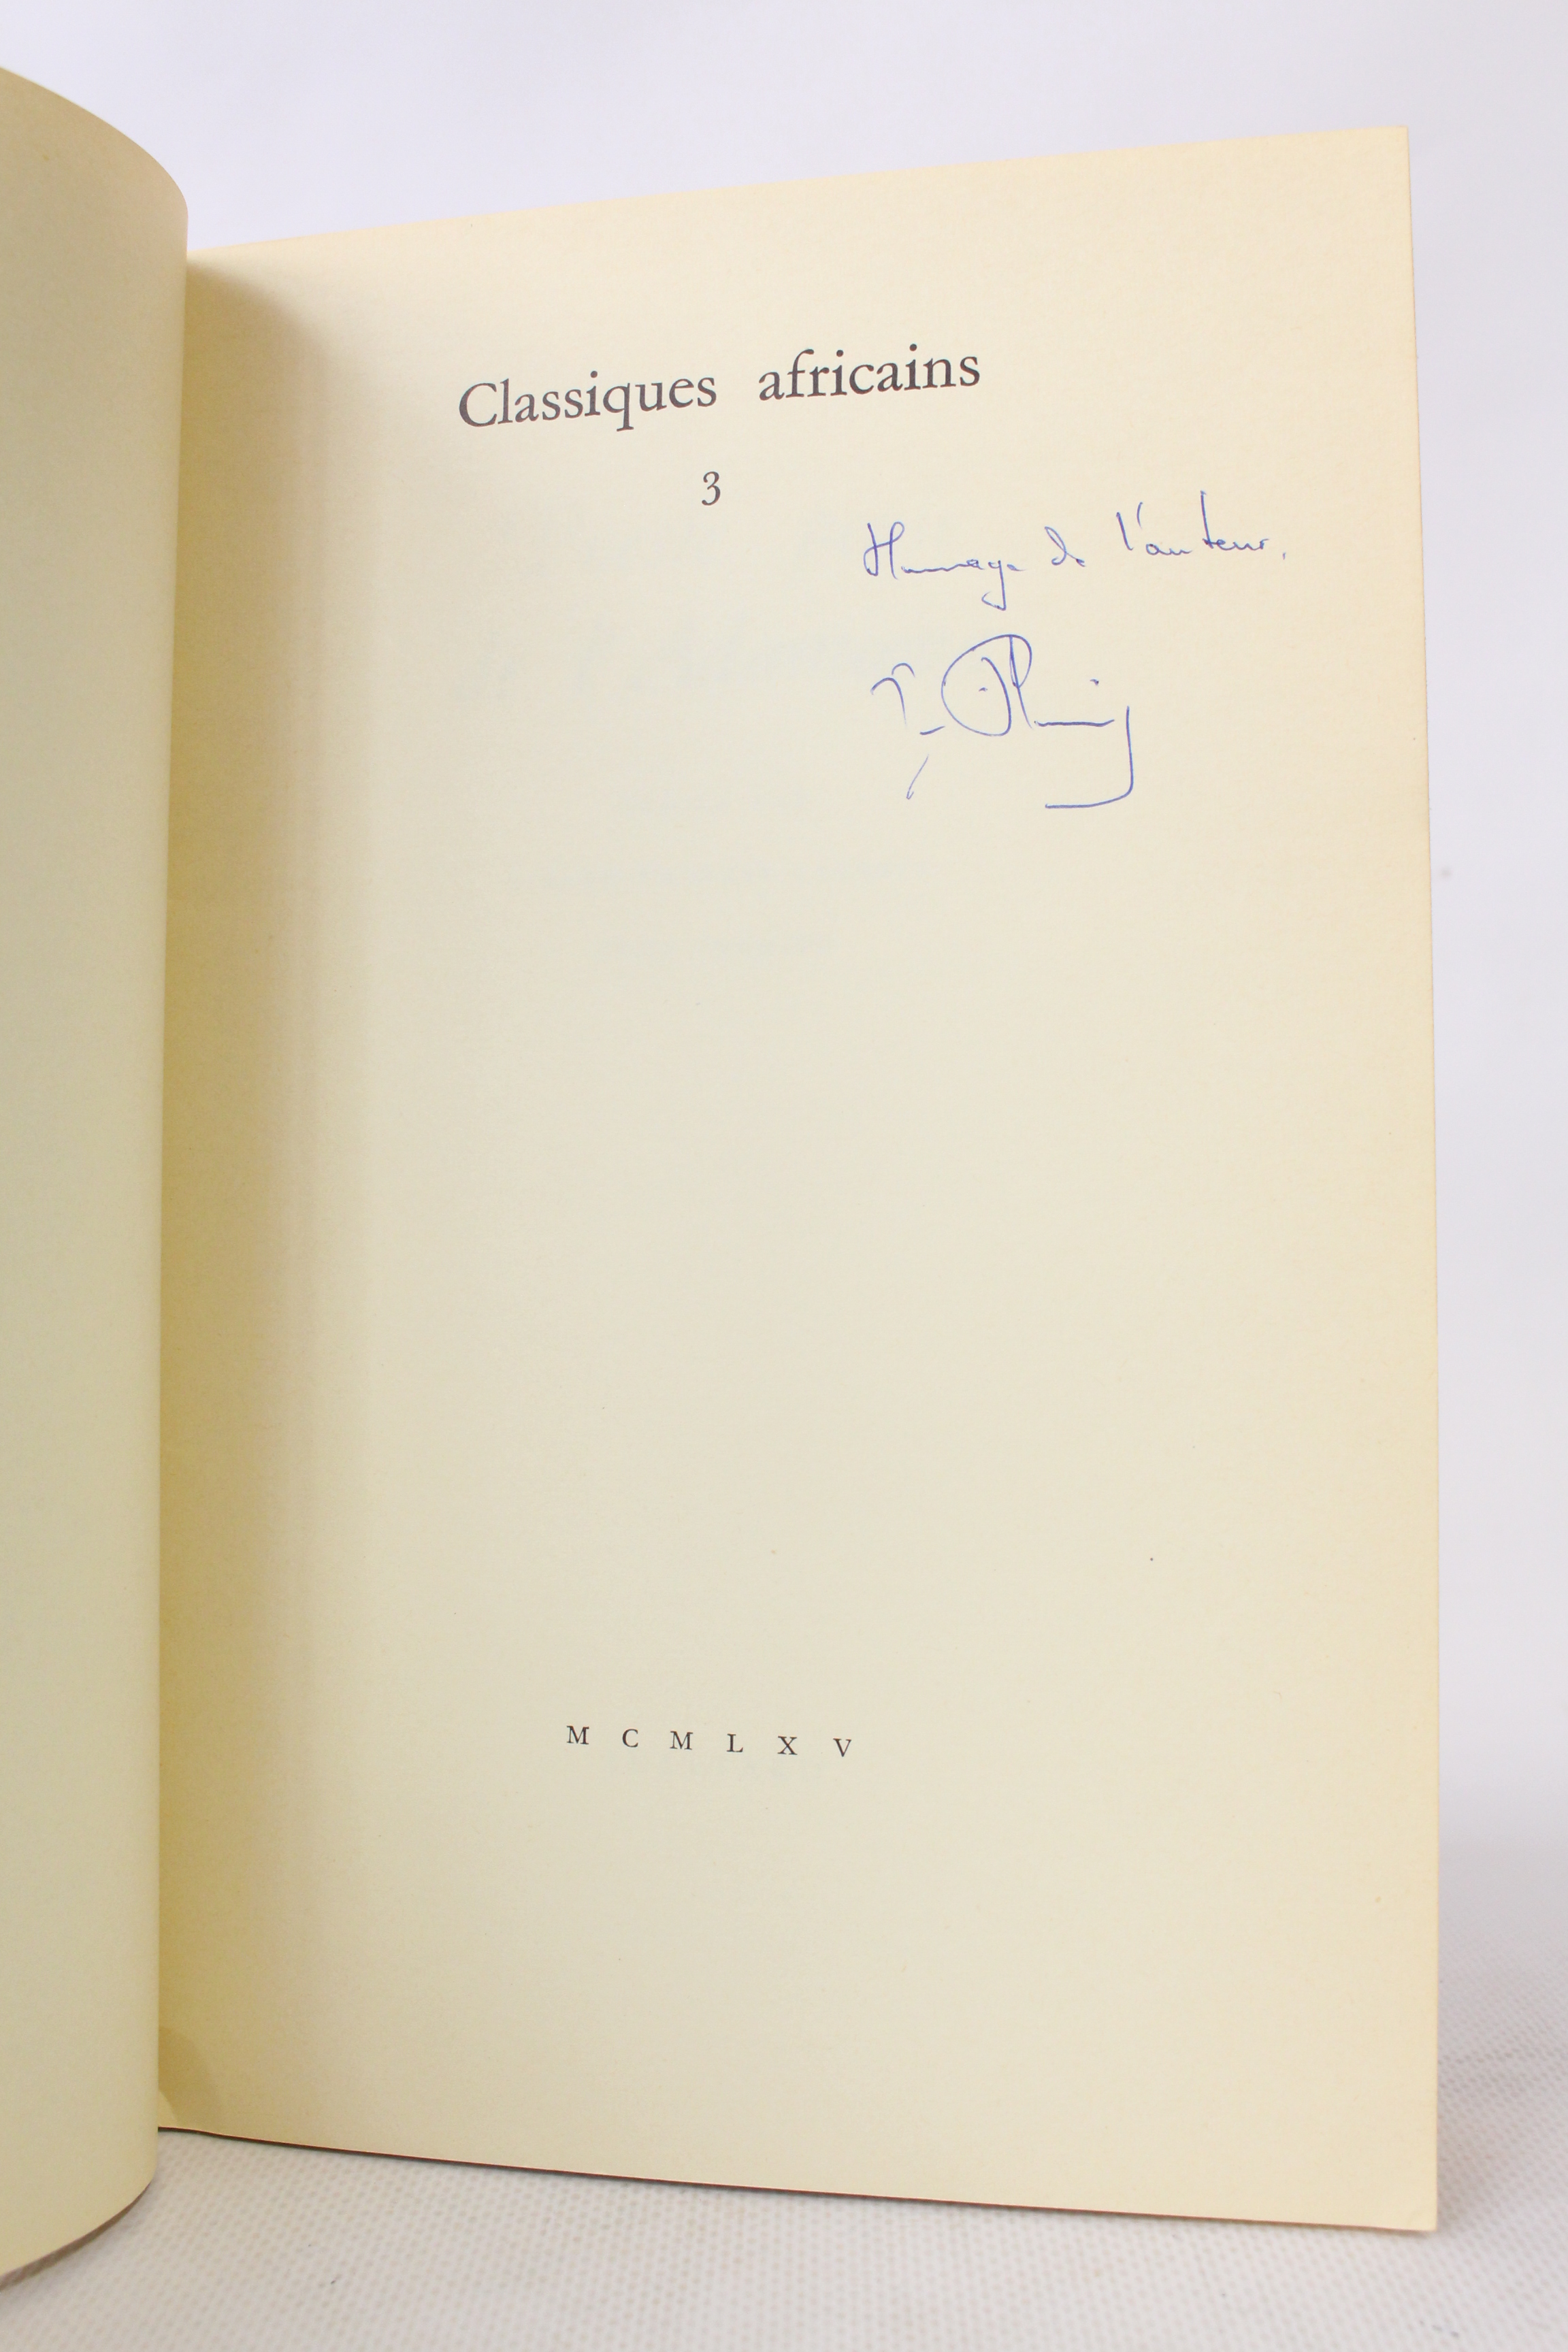 Classiques africains
3
Hommage de l'auteur.
M C M L X V